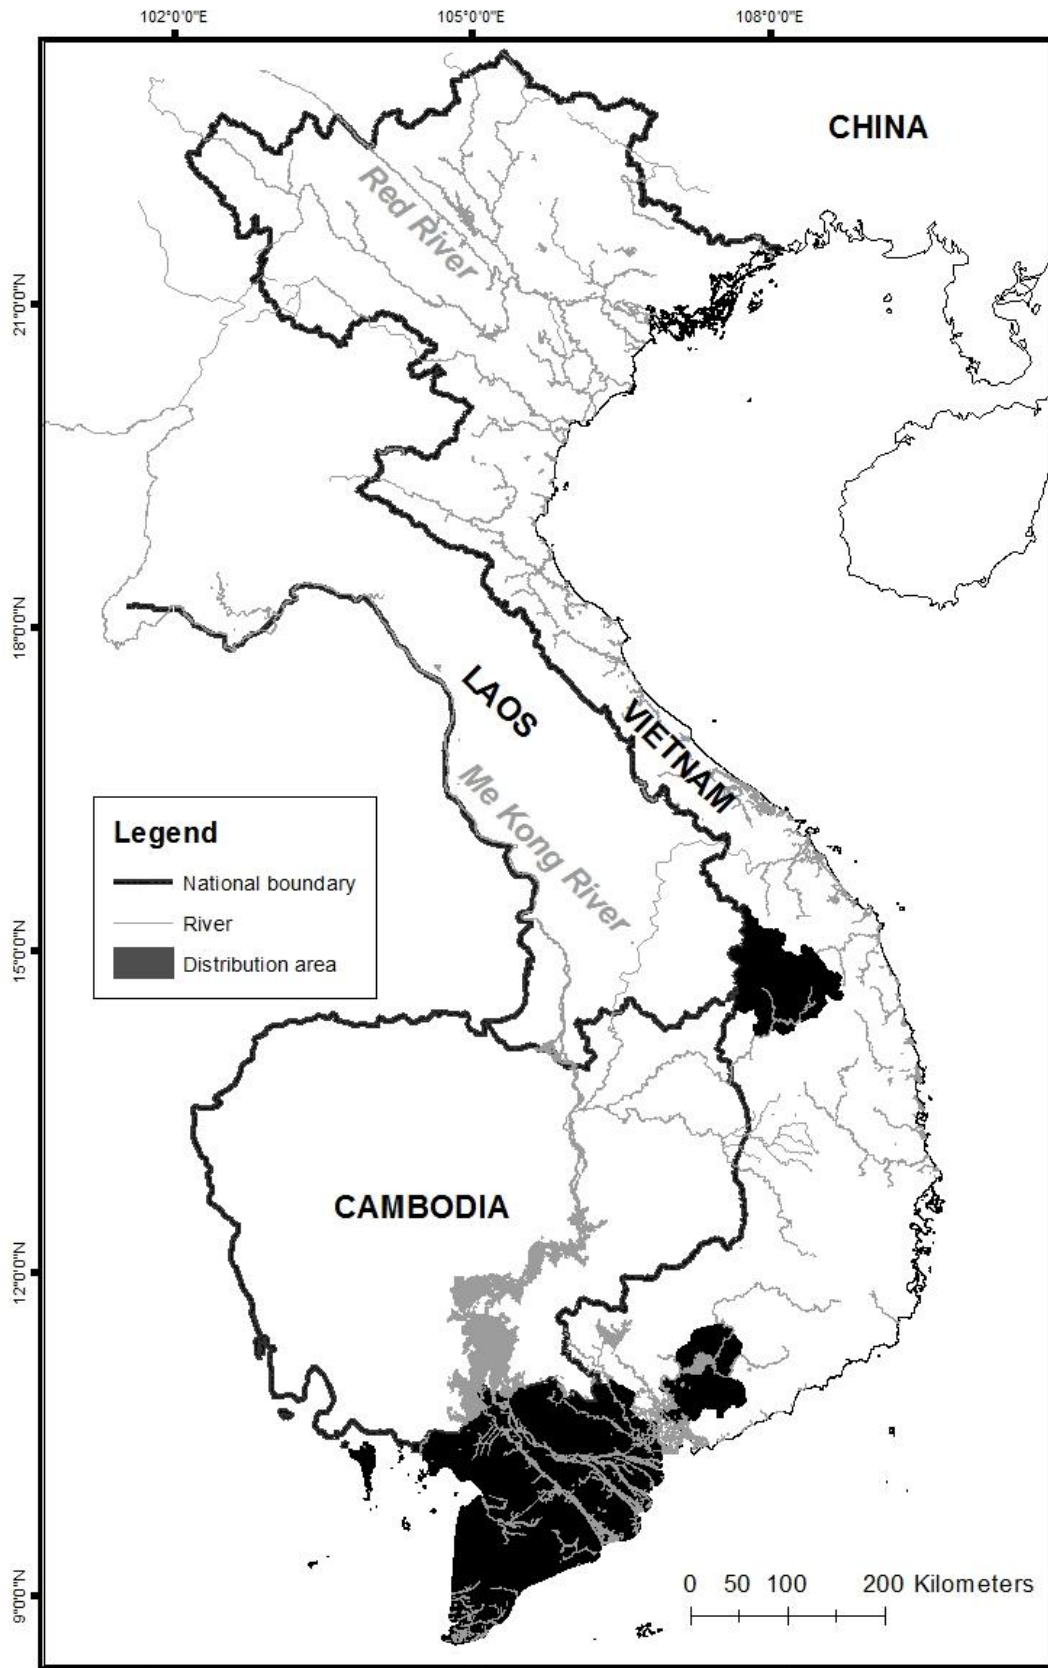 102°0'0"E
105°0'0"E
108°0'0"E
CHINA
Red River
21°0'0"N
18°0'0"N
LAOS
VIETNAM
Me Kong River
Legend
National boundary
River
Distribution area
15°0'0"N
CAMBODIA
12°0'0"N
9°0'0"N
0 50 100 200 Kilometers